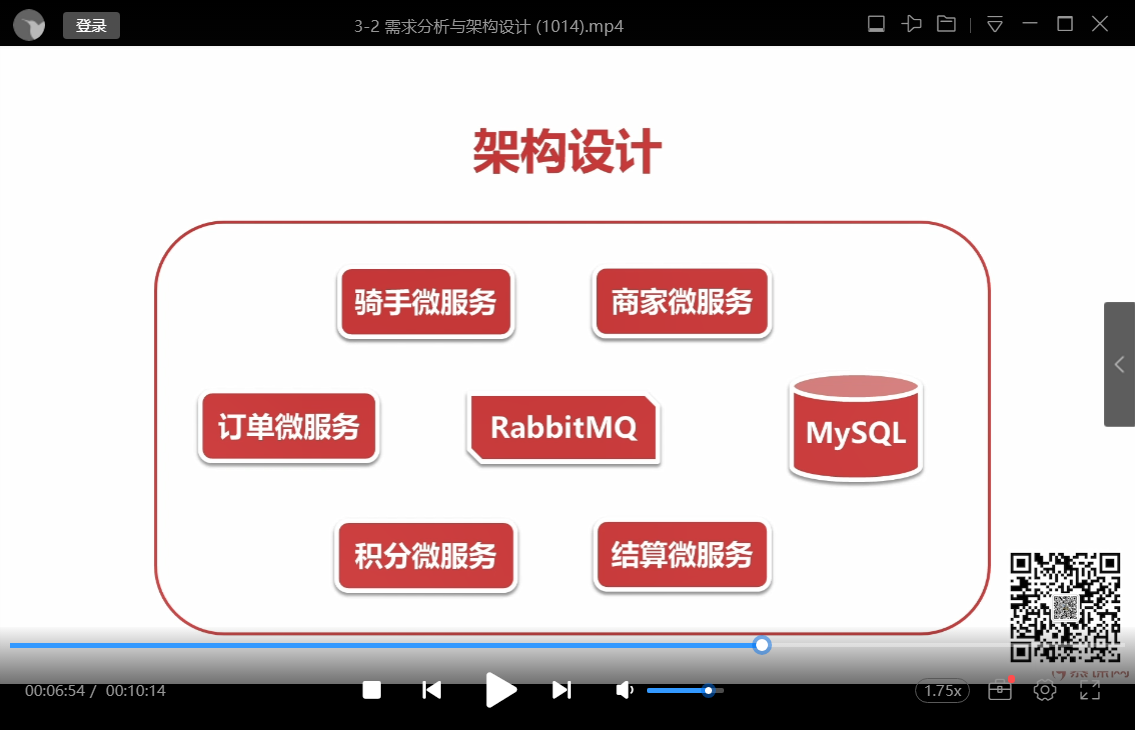 登录
3-2 需求分析与架构设计 (1014).mp4
架构设计
骑手微服务
商家微服务
订单微服务
RabbitMQ
MySQL
积分微服务
结算微服务
00:06:54 / 00:10:14
1.75x